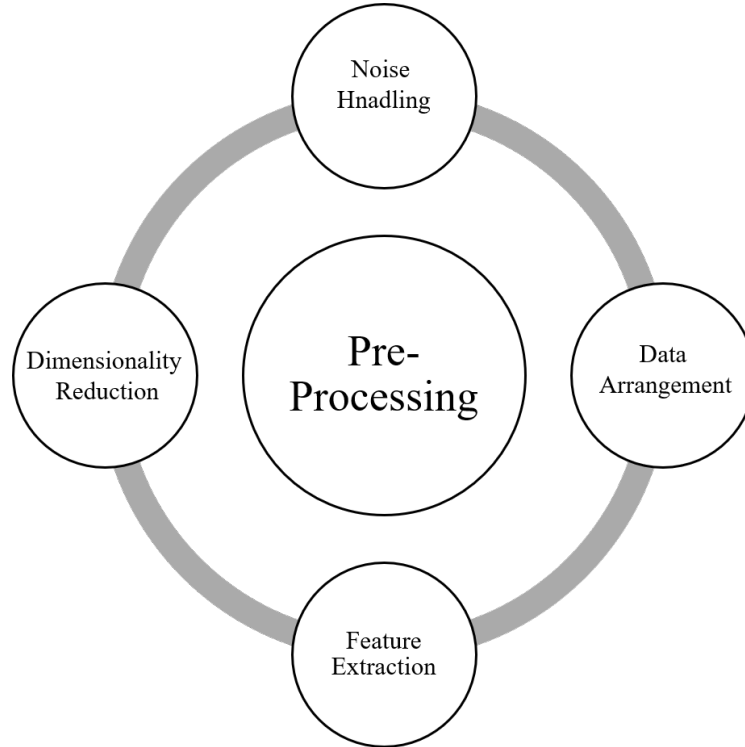 Noise
Hnadling
Dimensionality
Reduction
Pre-
Processing
Data
Arrangement
Feature
Extraction